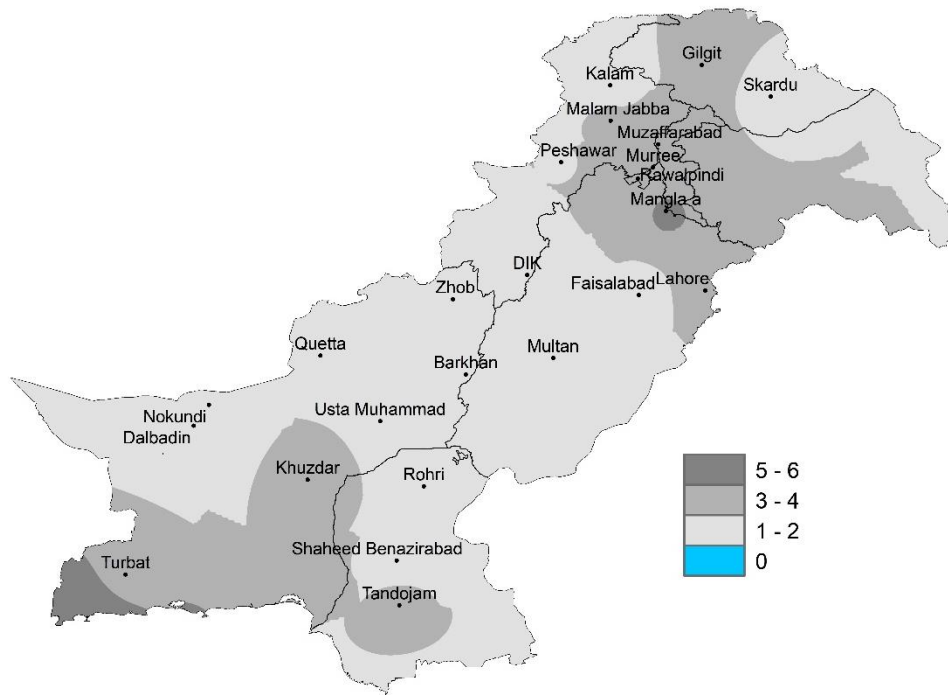 Gilgit
Kalam
Skardu
Malam Jabba
Muzaffarabad
Peshawar
Murree
Rawalpindi
Mangla a
DIK
Zhob
Faisalabad
Lahore
Quetta
Multan
Barkhan
Nokundi
Usta Muhammad
Dalbadin
Khuzdar
Rohri
5 - 6
3 - 4
1 - 2
0
Shaheed Benazirabad
Turbat
Tandojam